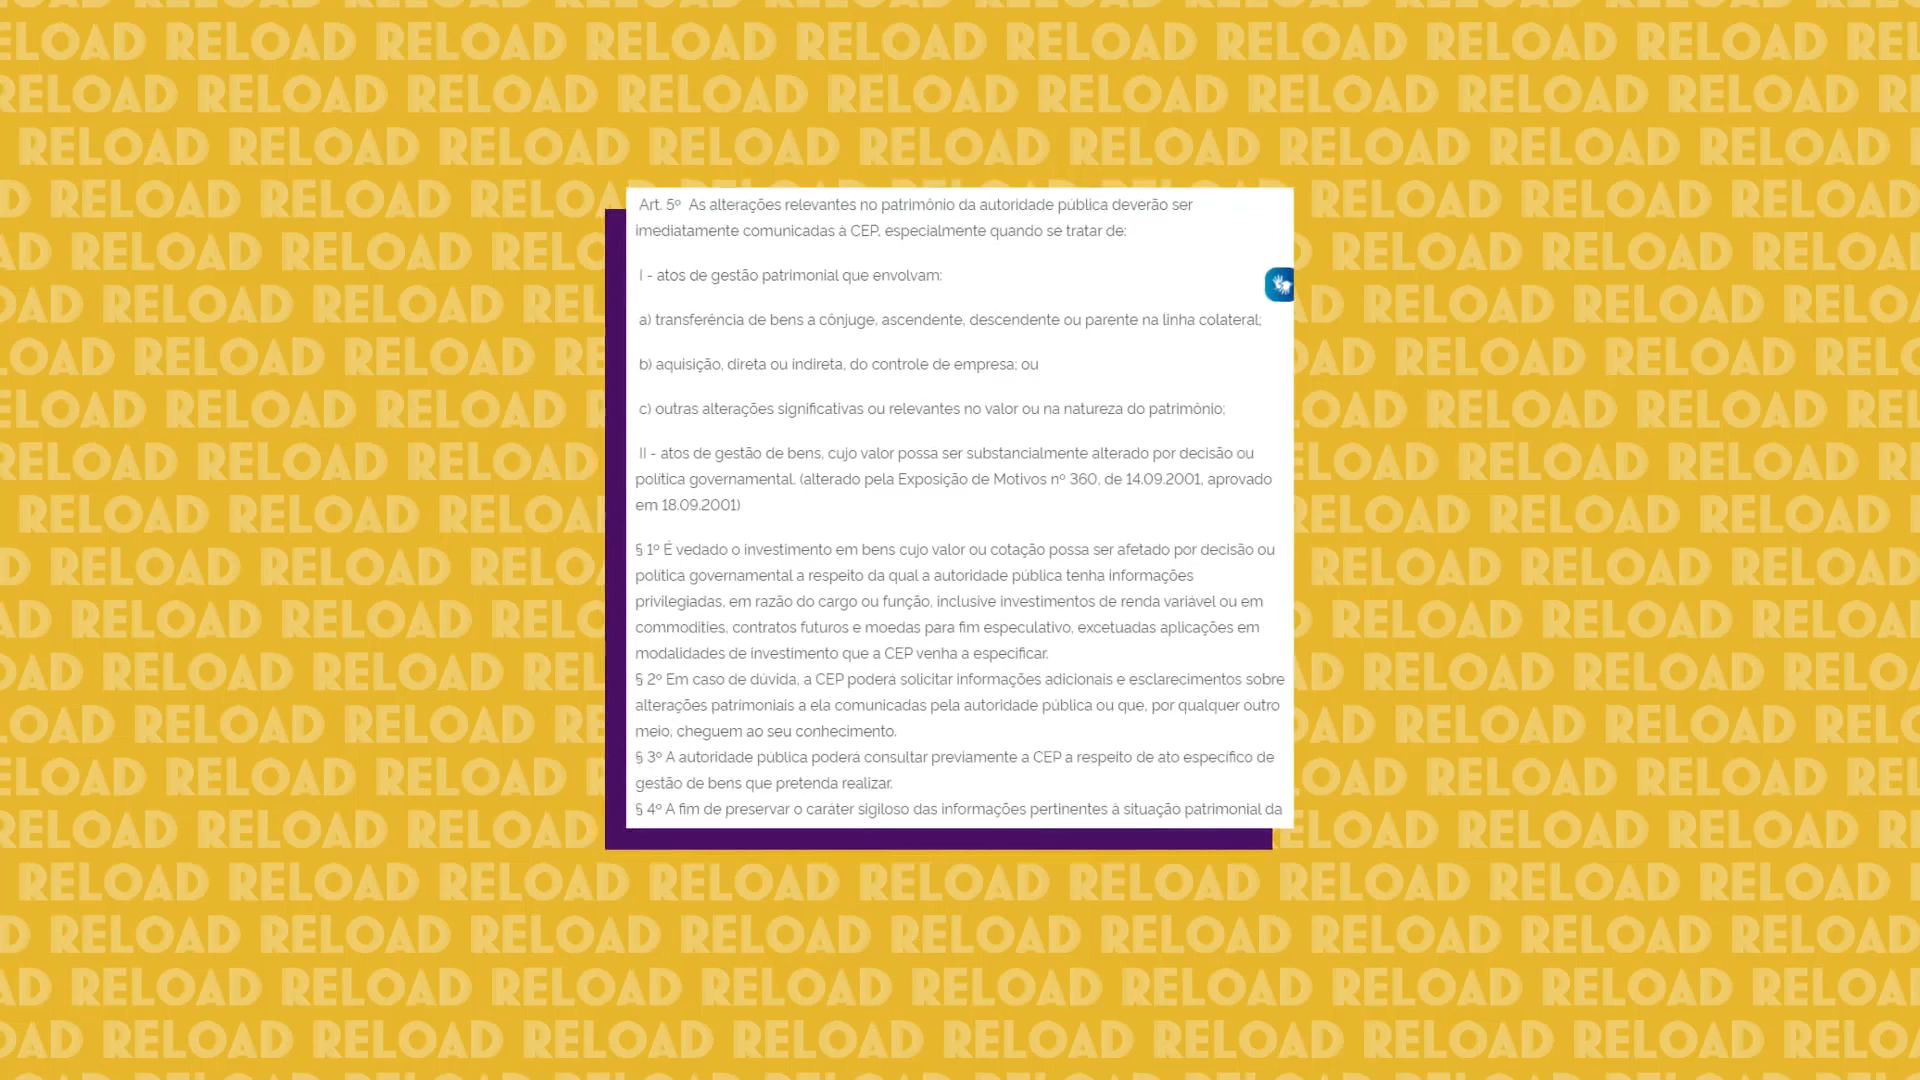 Art. 5º As alterações relevantes no patrimônio da autoridade pública deverão ser
imediatamente comunicadas à CEP, especialmente quando se tratar de:
I - atos de gestão patrimonial que envolvam:
a) transferência de bens a cônjuge, ascendente, descendente ou parente na linha colateral;
b) aquisição, direta ou indireta, do controle de empresa; ou
c) outras alterações significativas ou relevantes no valor ou na natureza do patrimônio;
II - atos de gestão de bens, cujo valor possa ser substancialmente alterado por decisão ou
política governamental. (alterado pela Exposição de Motivos nº 360, de 14.09.2001, aprovado
em 18.09.2001)
§ 1º É vedado o investimento em bens cujo valor ou cotação possa ser afetado por decisão ou
política governamental a respeito da qual a autoridade pública tenha informações
privilegiadas, em razão do cargo ou função, inclusive investimentos de renda variável ou em
commodities, contratos futuros e moedas para fim especulativo, excetuadas aplicações em
modalidades de investimento que a CEP venha a especificar.
§ 2º Em caso de dúvida, a CEP poderá solicitar informações adicionais e esclarecimentos sobre
alterações patrimoniais a ela comunicadas pela autoridade pública ou que, por qualquer outro
meio, cheguem ao seu conhecimento.
§ 3º A autoridade pública poderá consultar previamente a CEP a respeito de ato específico de
gestão de bens que pretenda realizar.
§ 4º A fim de preservar o caráter sigiloso das informações pertinentes à situação patrimonial da
RELOAD